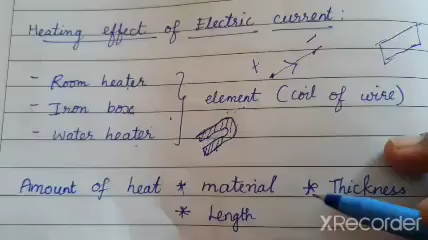 Heating effect of Electric current :
- Room heater
- Iron box
- Water heater
element (coil of wire)
Amount of heat * material * Thickness
* Length
XRecorder